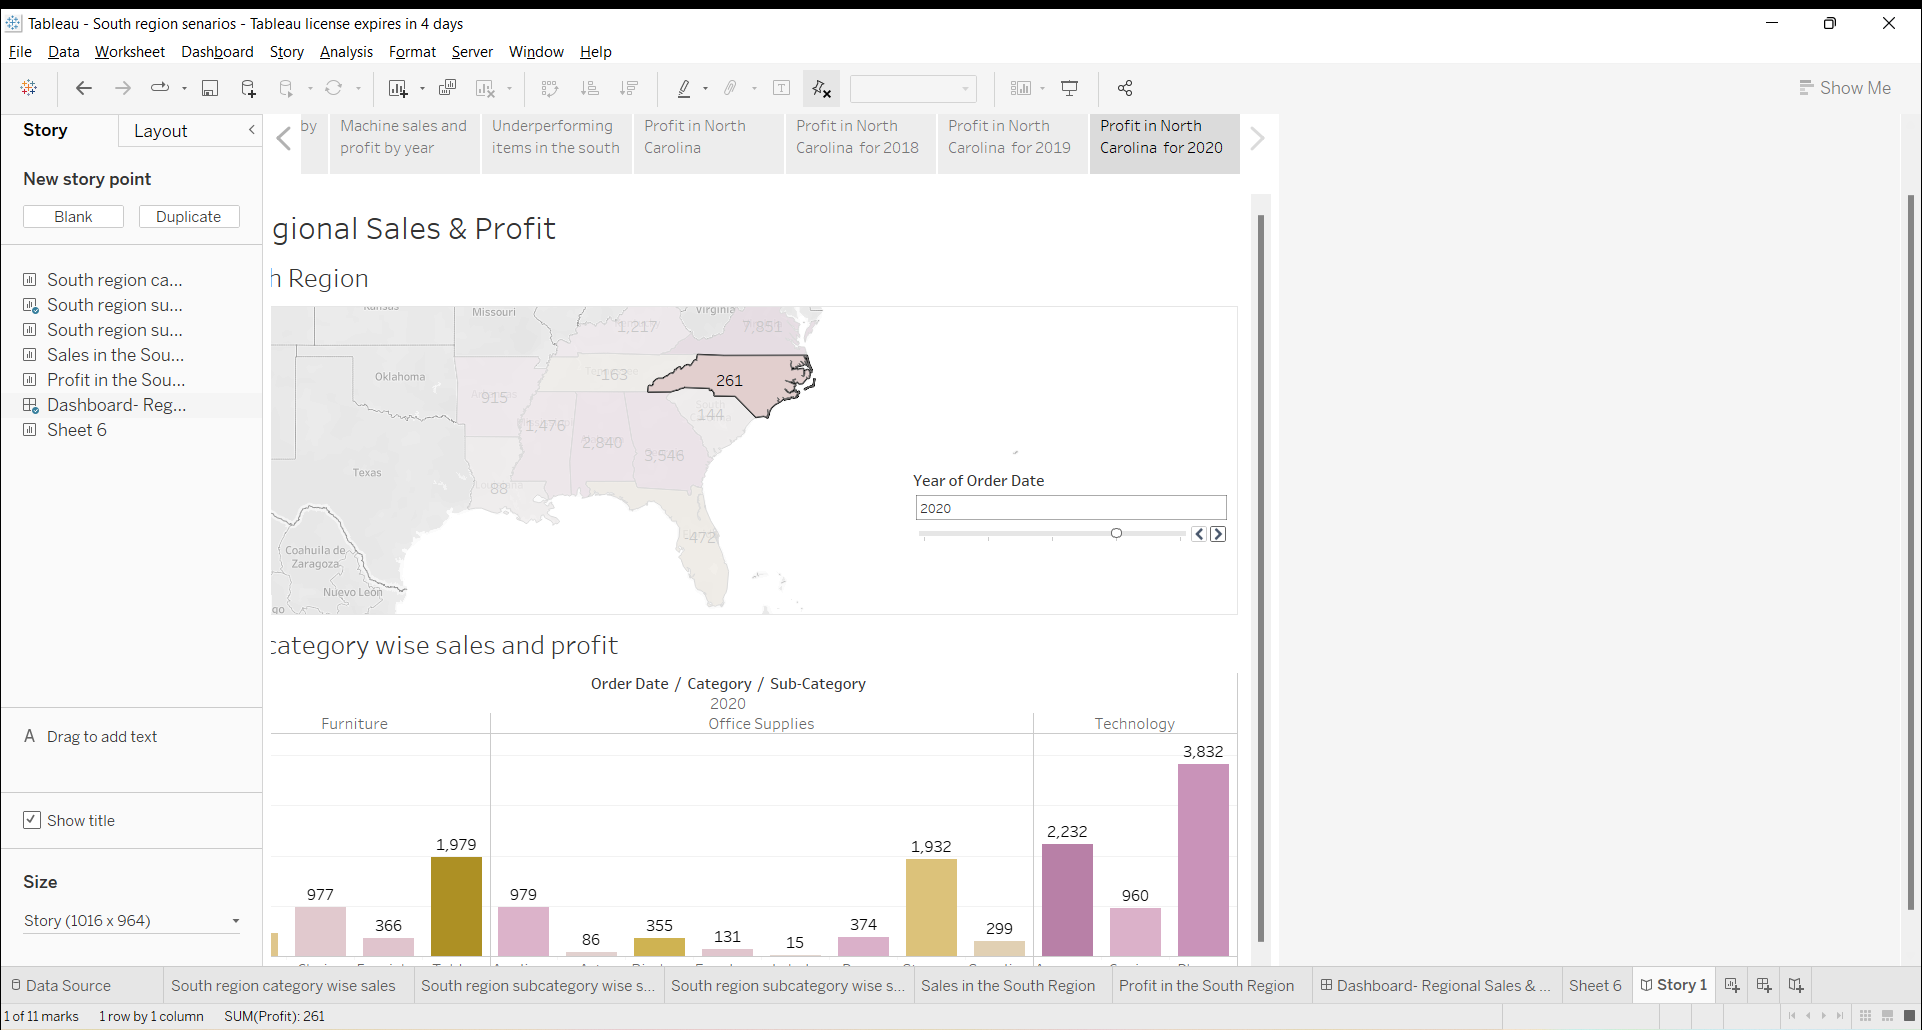 Tableau - South region senarios - Tableau license expires in 4 days
File Data Worksheet Dashboard Story Analysis Format Server Window Help
Show Me
Story Layout
New story point
Blank Duplicate
South region ca...
South region su...
South region su...
Sales in the Sou...
Profit in the Sou...
Dashboard- Reg...
Sheet 6
A Drag to add text
Show title
Size
Story (1016 x 964)
by
Machine sales and
profit by year
Underperforming
items in the south
Profit in North
Carolina
Profit in North
Carolina for 2018
Profit in North
Carolina for 2019
Profit in North
Carolina for 2020
gional Sales & Profit
h Region
Missouri
Virginia
1,217
7,951
Oklahoma
-163
261
915
144
1,476
2,840
3,546
Texas
88
-472
Coahuila de
Zaragoza
Nuevo León
Year of Order Date
2020
category wise sales and profit
Order Date / Category / Sub-Category
2020
Furniture Office Supplies Technology
3,832
2,232
1,979
1,932
977
979
960
366
86
355
131
15
374
299
Data Source South region category wise sales South region subcategory wise s... South region subcategory wise s... Sales in the South Region Profit in the South Region Dashboard- Regional Sales & ... Sheet 6 Story 1
1 of 11 marks 1 row by 1 column SUM(Profit): 261